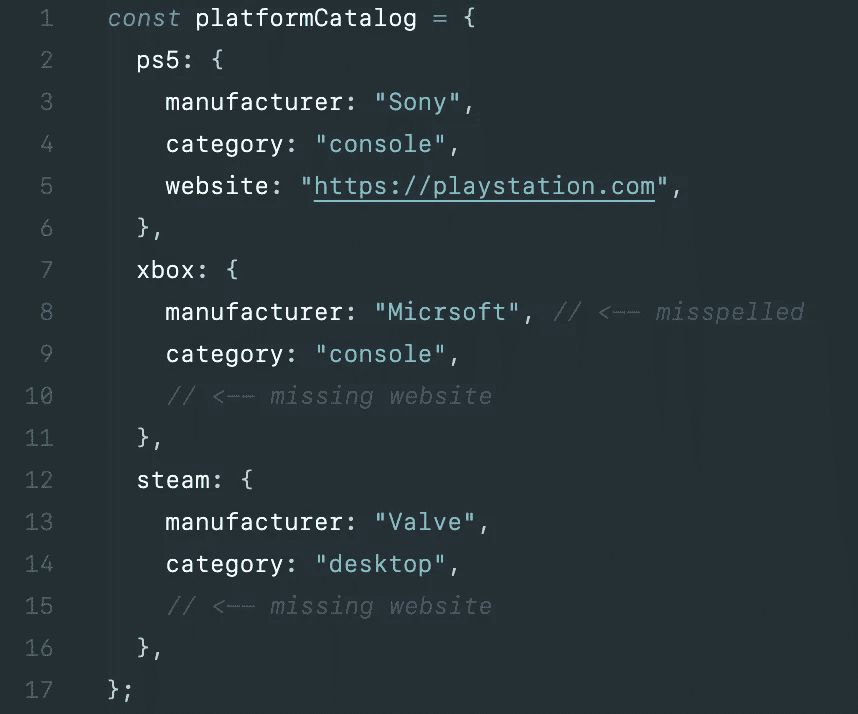 1 const platformCatalog = {
2 ps5: {
3 manufacturer: "Sony",
4 category: "console",
5 website: "https://playstation.com",
6 },
7 xbox: {
8 manufacturer: "Micrsoft", // <—— misspelled
9 category: "console",
10 // <—— missing website
11 },
12 steam: {
13 manufacturer: "Valve",
14 category: "desktop",
15 // <—— missing website
16 },
17 };